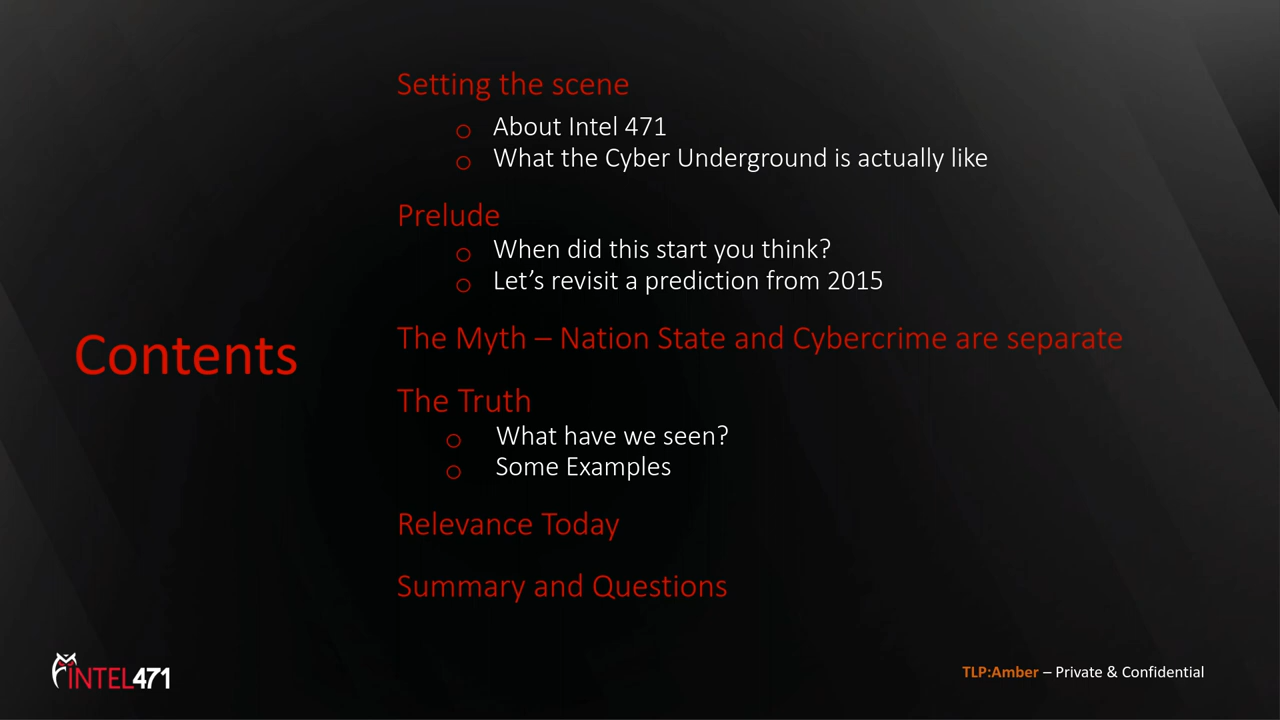 Contents
Setting the scene
o About Intel 471
o What the Cyber Underground is actually like
Prelude
o When did this start you think?
o Let’s revisit a prediction from 2015
The Myth – Nation State and Cybercrime are separate
The Truth
o What have we seen?
o Some Examples
Relevance Today
Summary and Questions
INTEL471
TLP:Amber – Private & Confidential